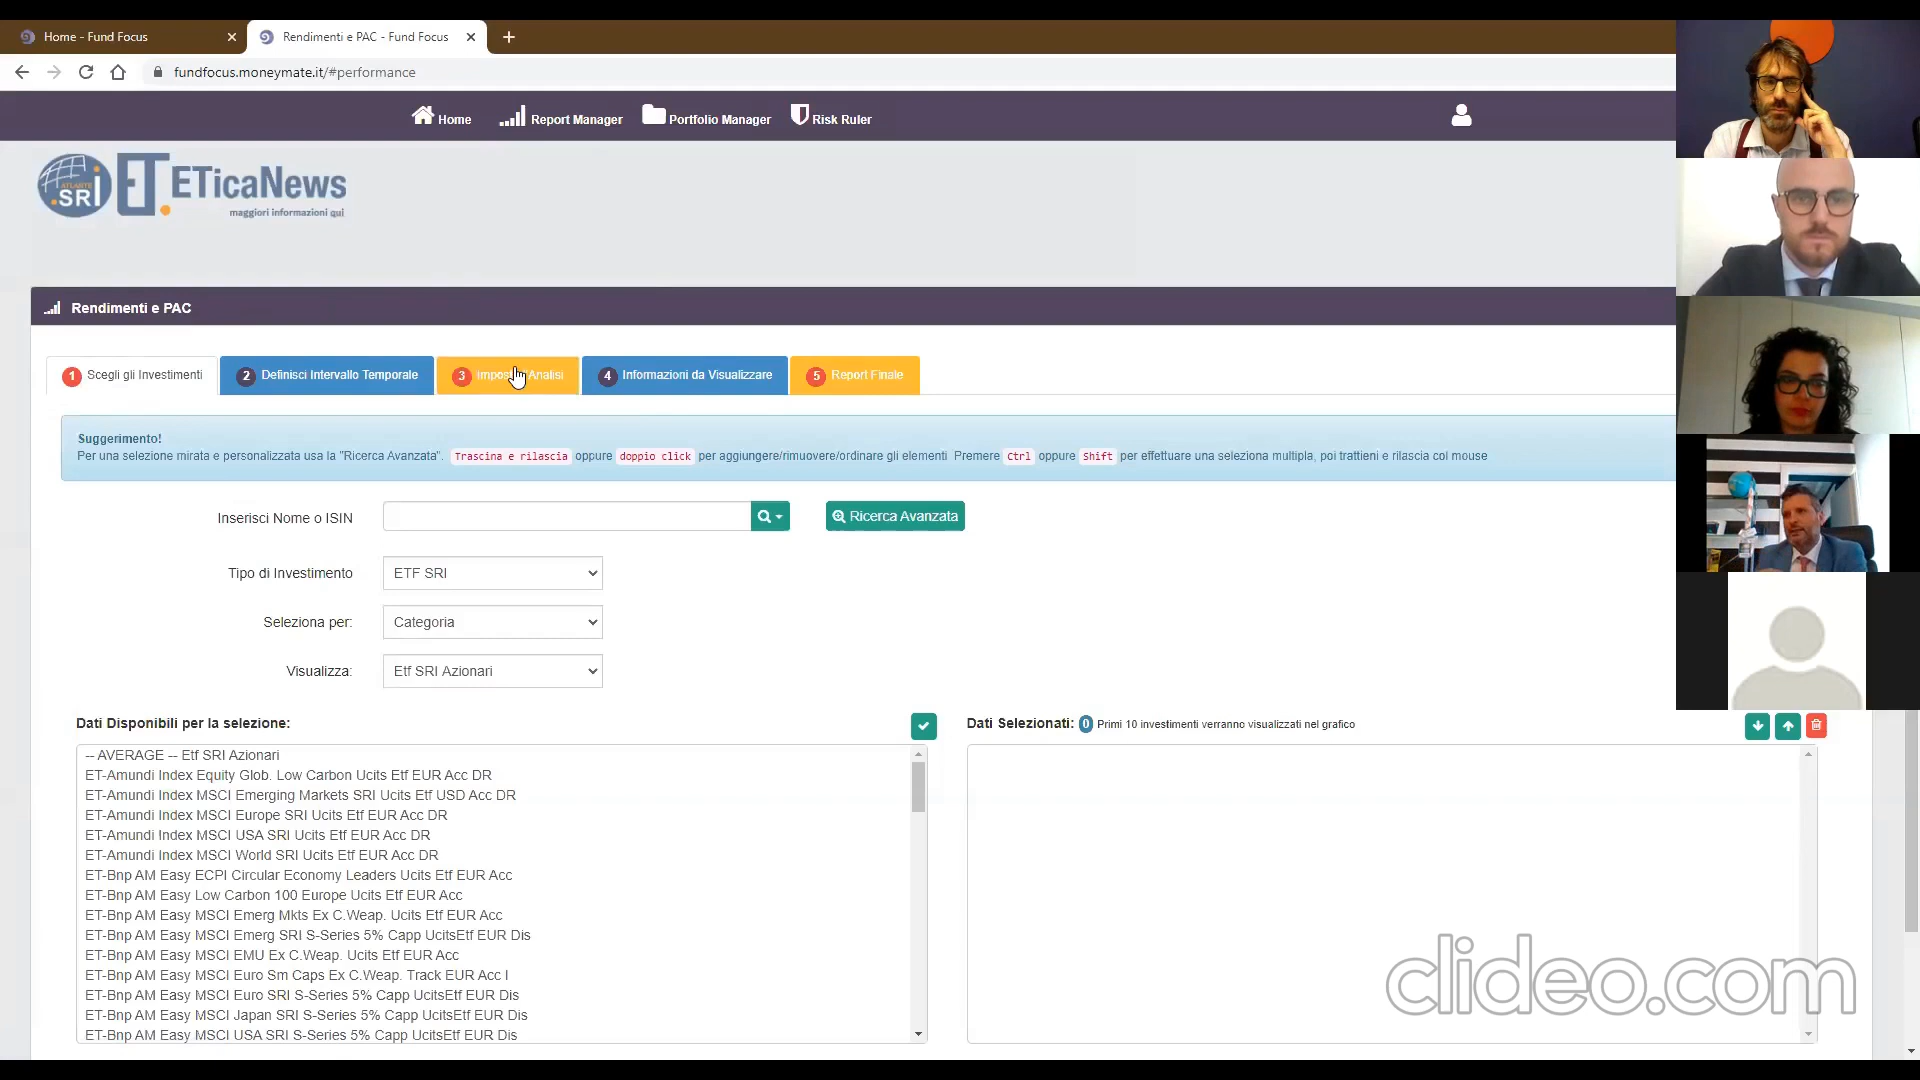 Home - Fund Focus
Rendimenti e PAC - Fund Focus
fundfocus.moneymate.it/#performance
Home
Report Manager
Portfolio Manager
Risk Ruler
ATLANTE
.SRI
ET.
ETicaNews
maggiori informazioni qui
Rendimenti e PAC
1 Scegli gli Investimenti
2 Definisci Intervallo Temporale
3 Analisi
4 Informazioni da Visualizzare
5 Report Finale
Suggerimento!
Per una selezione mirata e personalizzata usa la "Ricerca Avanzata". Trascina e rilascia oppure doppio click per aggiungere/rimuovere/ordinare gli elementi Premere Ctrl oppure Shift per effettuare una seleziona multipla, poi trattieni e rilascia col mouse
Inserisci Nome o ISIN
Ricerca Avanzata
Tipo di Investimento
ETF SRI
Seleziona per:
Categoria
Visualizza:
Etf SRI Azionari
Dati Disponibili per la selezione:
Dati Selezionati: 0 Primi 10 investimenti verranno visualizzati nel grafico
-- AVERAGE -- Etf SRI Azionari
ET-Amundi Index Equity Glob. Low Carbon Ucits Etf EUR Acc DR
ET-Amundi Index MSCI Emerging Markets SRI Ucits Etf USD Acc DR
ET-Amundi Index MSCI Europe SRI Ucits Etf EUR Acc DR
ET-Amundi Index MSCI USA SRI Ucits Etf EUR Acc DR
ET-Amundi Index MSCI World SRI Ucits Etf EUR Acc DR
ET-Bnp AM Easy ECPI Circular Economy Leaders Ucits Etf EUR Acc
ET-Bnp AM Easy Low Carbon 100 Europe Ucits Etf EUR Acc
ET-Bnp AM Easy MSCI Emerg Mkts Ex C.Weap. Ucits Etf EUR Acc
ET-Bnp AM Easy MSCI Emerg SRI S-Series 5% Capp UcitsEtf EUR Dis
ET-Bnp AM Easy MSCI EMU Ex C.Weap. Ucits Etf EUR Acc
ET-Bnp AM Easy MSCI Euro Sm Caps Ex C.Weap. Track EUR Acc I
ET-Bnp AM Easy MSCI Euro SRI S-Series 5% Capp UcitsEtf EUR Dis
ET-Bnp AM Easy MSCI Japan SRI S-Series 5% Capp UcitsEtf EUR Dis
ET-Bnp AM Easy MSCI USA SRI S-Series 5% Capp UcitsEtf EUR Dis
clideo.com